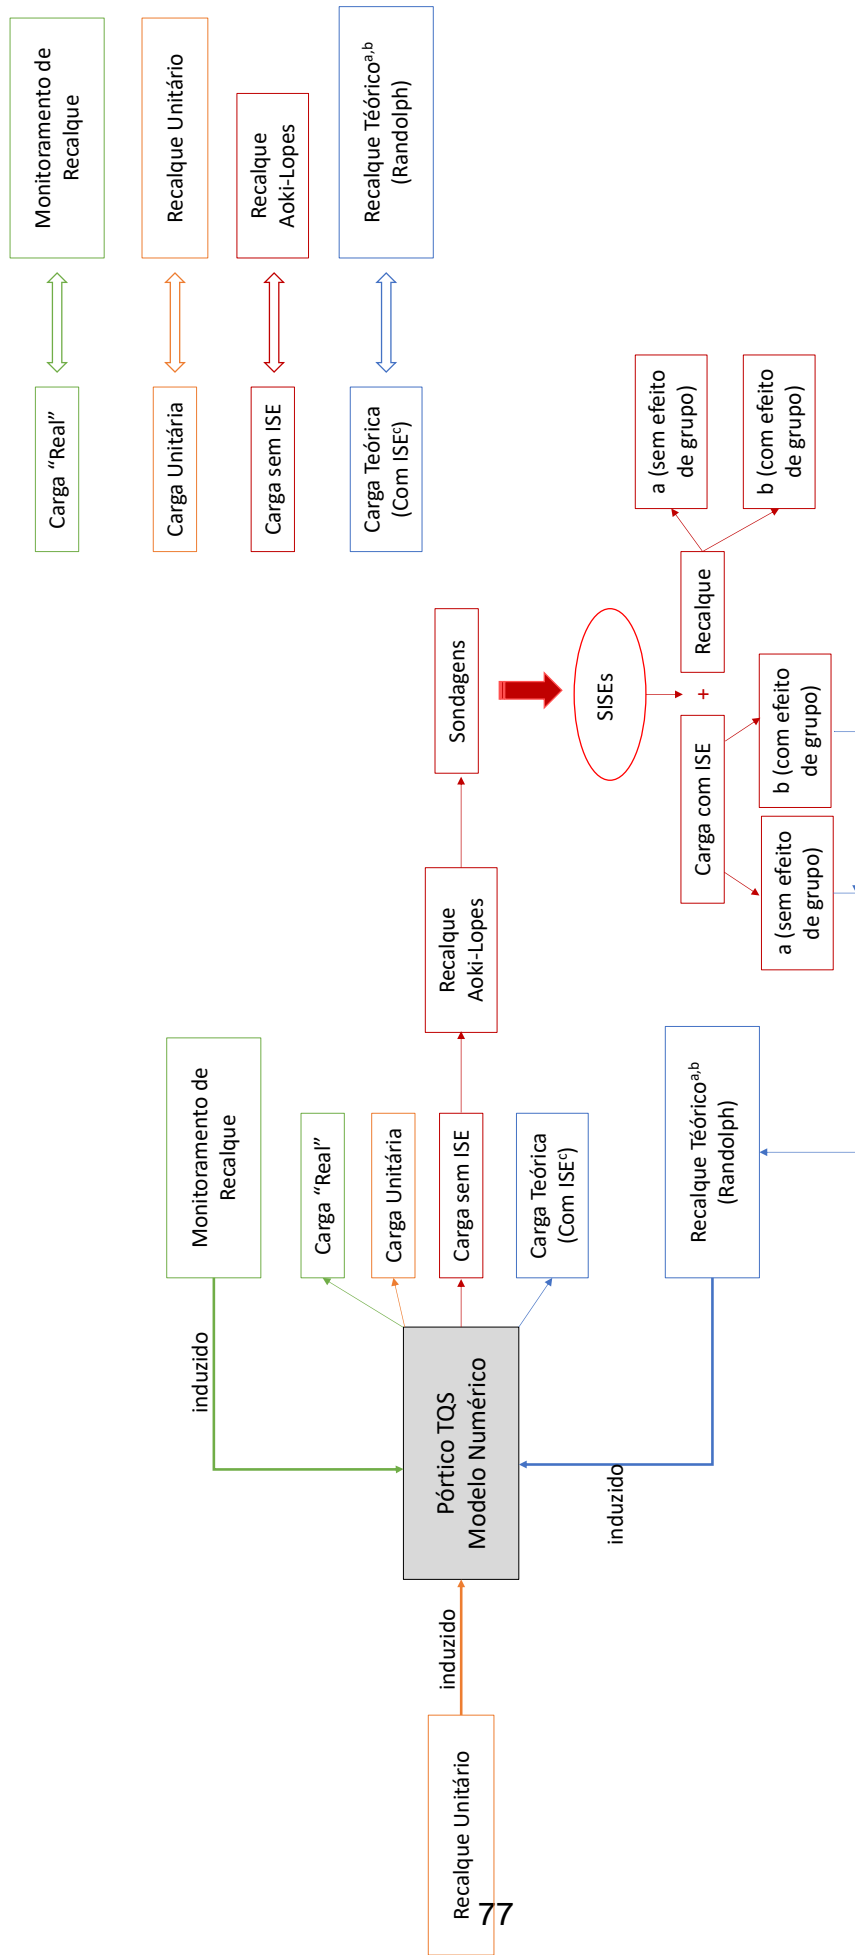 Recalque Unitário
induzido
induzido
induzido
Pórtico TQS
Modelo Numérico
Monitoramento de
Recalque
Carga “Real”
Carga Unitária
Carga sem ISE
Carga Teórica
(Com ISEᶜ)
Recalque Téóricoᵃ,ᵇ
(Randolph)
Recalque
Aoki-Lopes
Sondagens
SISEs
Carga com ISE
+
Recalque
a (sem efeito
de grupo)
b (com efeito
de grupo)
a (sem efeito
de grupo)
b (com efeito
de grupo)
Carga “Real”
Monitoramento de
Recalque
Carga Unitária
Recalque Unitário
Carga sem ISE
Recalque
Aoki-Lopes
Carga Teórica
(Com ISEᶜ)
Recalque Téóricoᵃ,ᵇ
(Randolph)
77